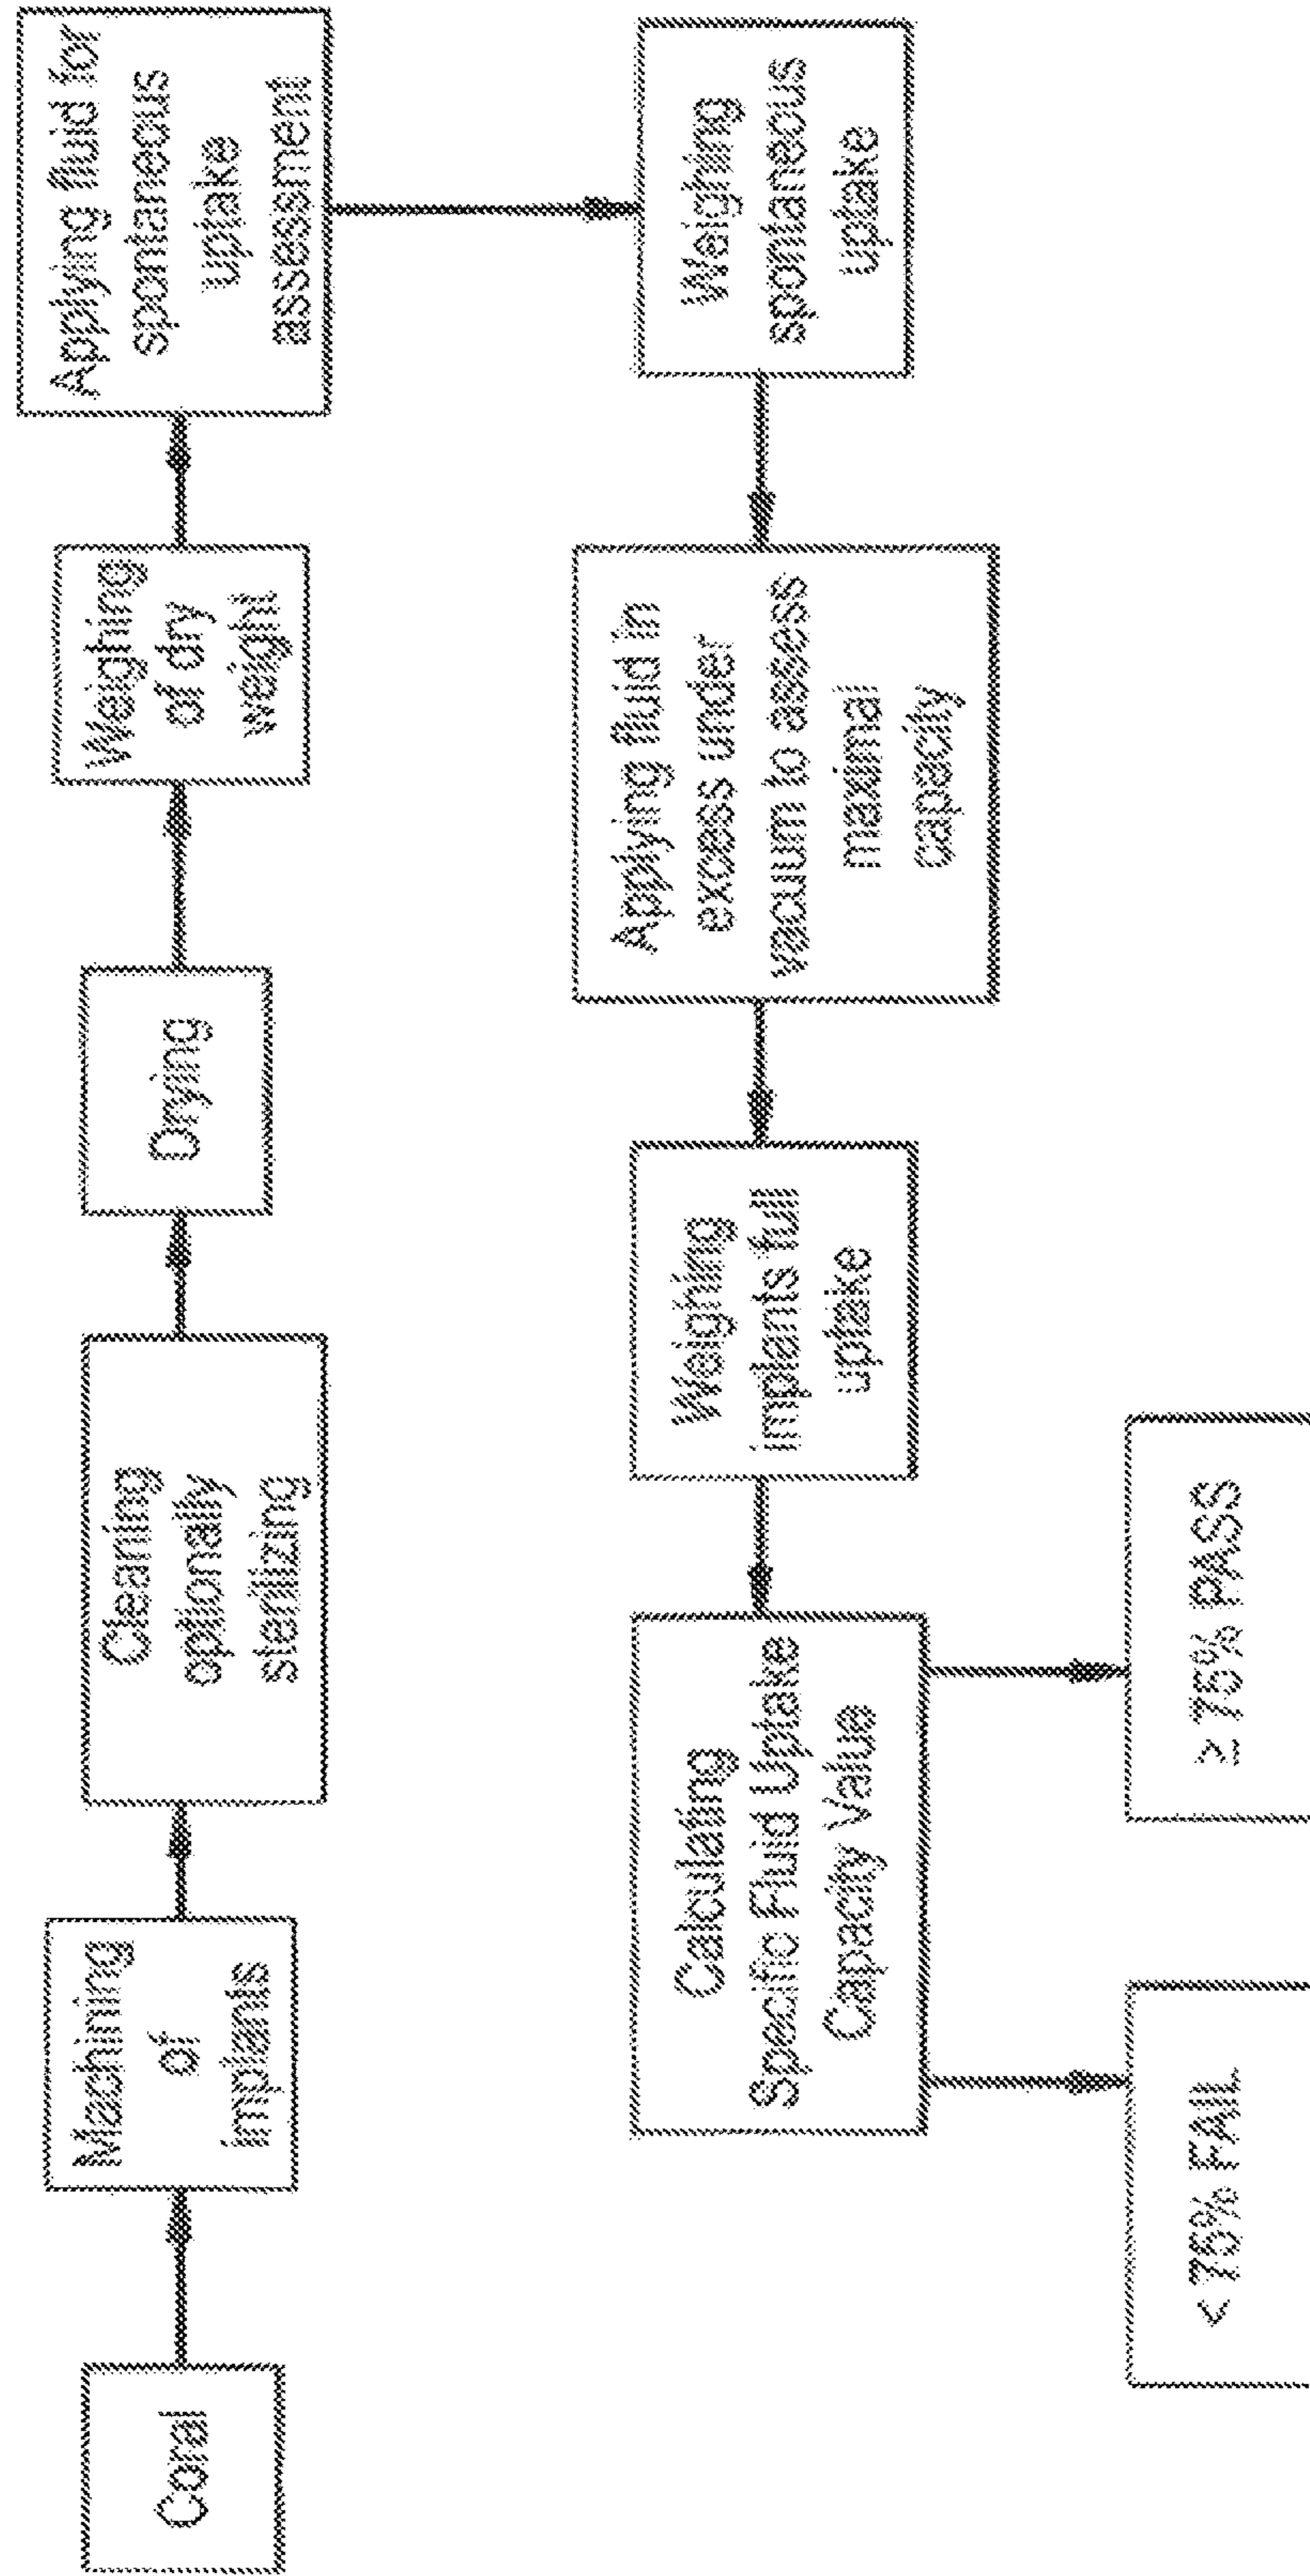 Coral
Machining
of
implants
Cleaning
optionally
sterilizing
Drying
Weighing
of dry
weight
Applying fluid for
spontaneous
uptake
assessment
Weighing
spontaneous
uptake
Applying fluid in
excess under
vacuum to assess
maximal
capacity
Weighing
implants full
uptake
Calculating
Specific Fluid Uptake
Capacity Value
< 75% FAIL
≥ 75% PASS